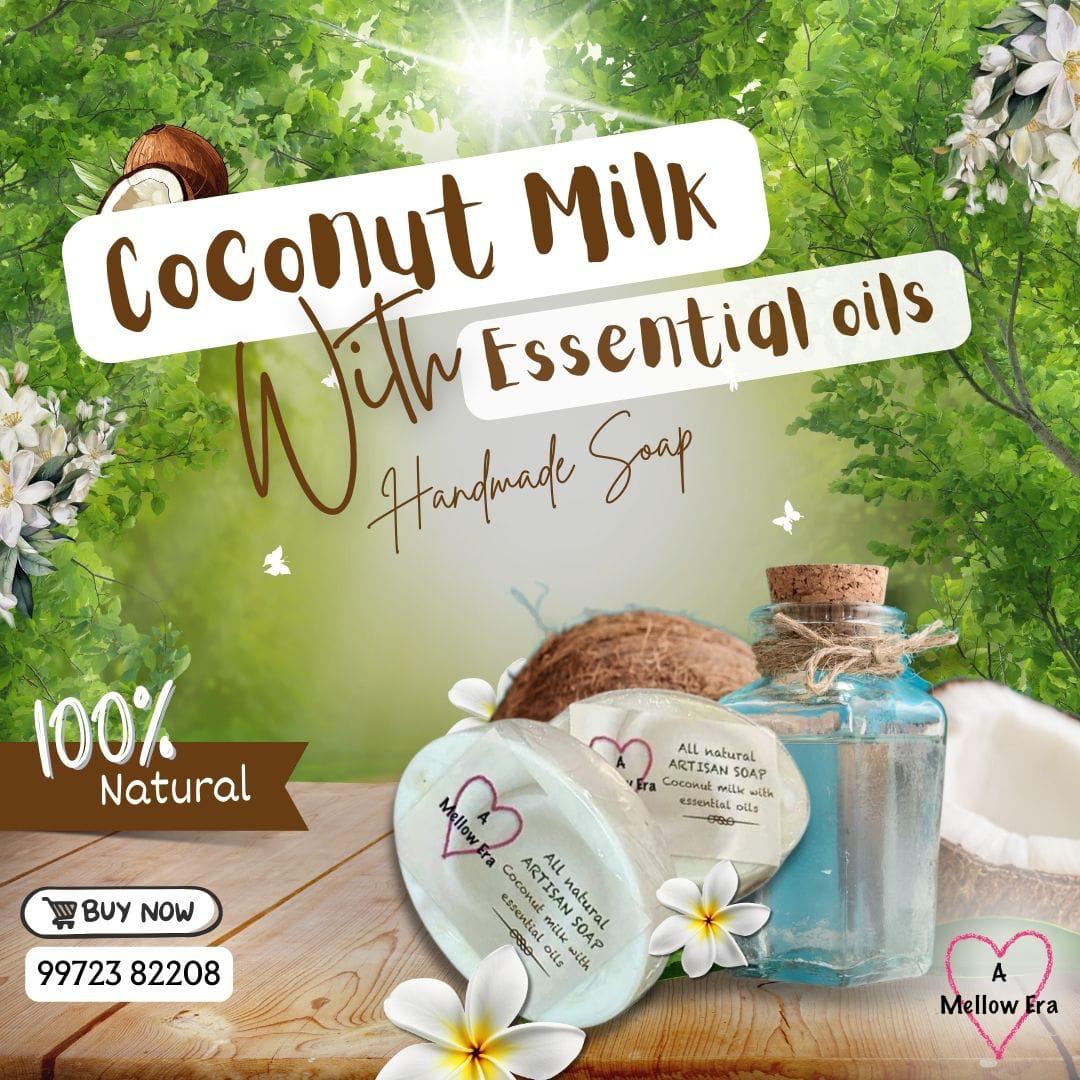 Coconut Milk
With Essential oils
Handmade Soap
100%
Natural
BUY NOW
99723 82208
A
Mellow Era
All natural
ARTISAN SOAP
Coconut milk with
essential oils
A
Era
All natural
ARTISAN SOAP
Coconut milk with
essential oils
A
Mellow Era